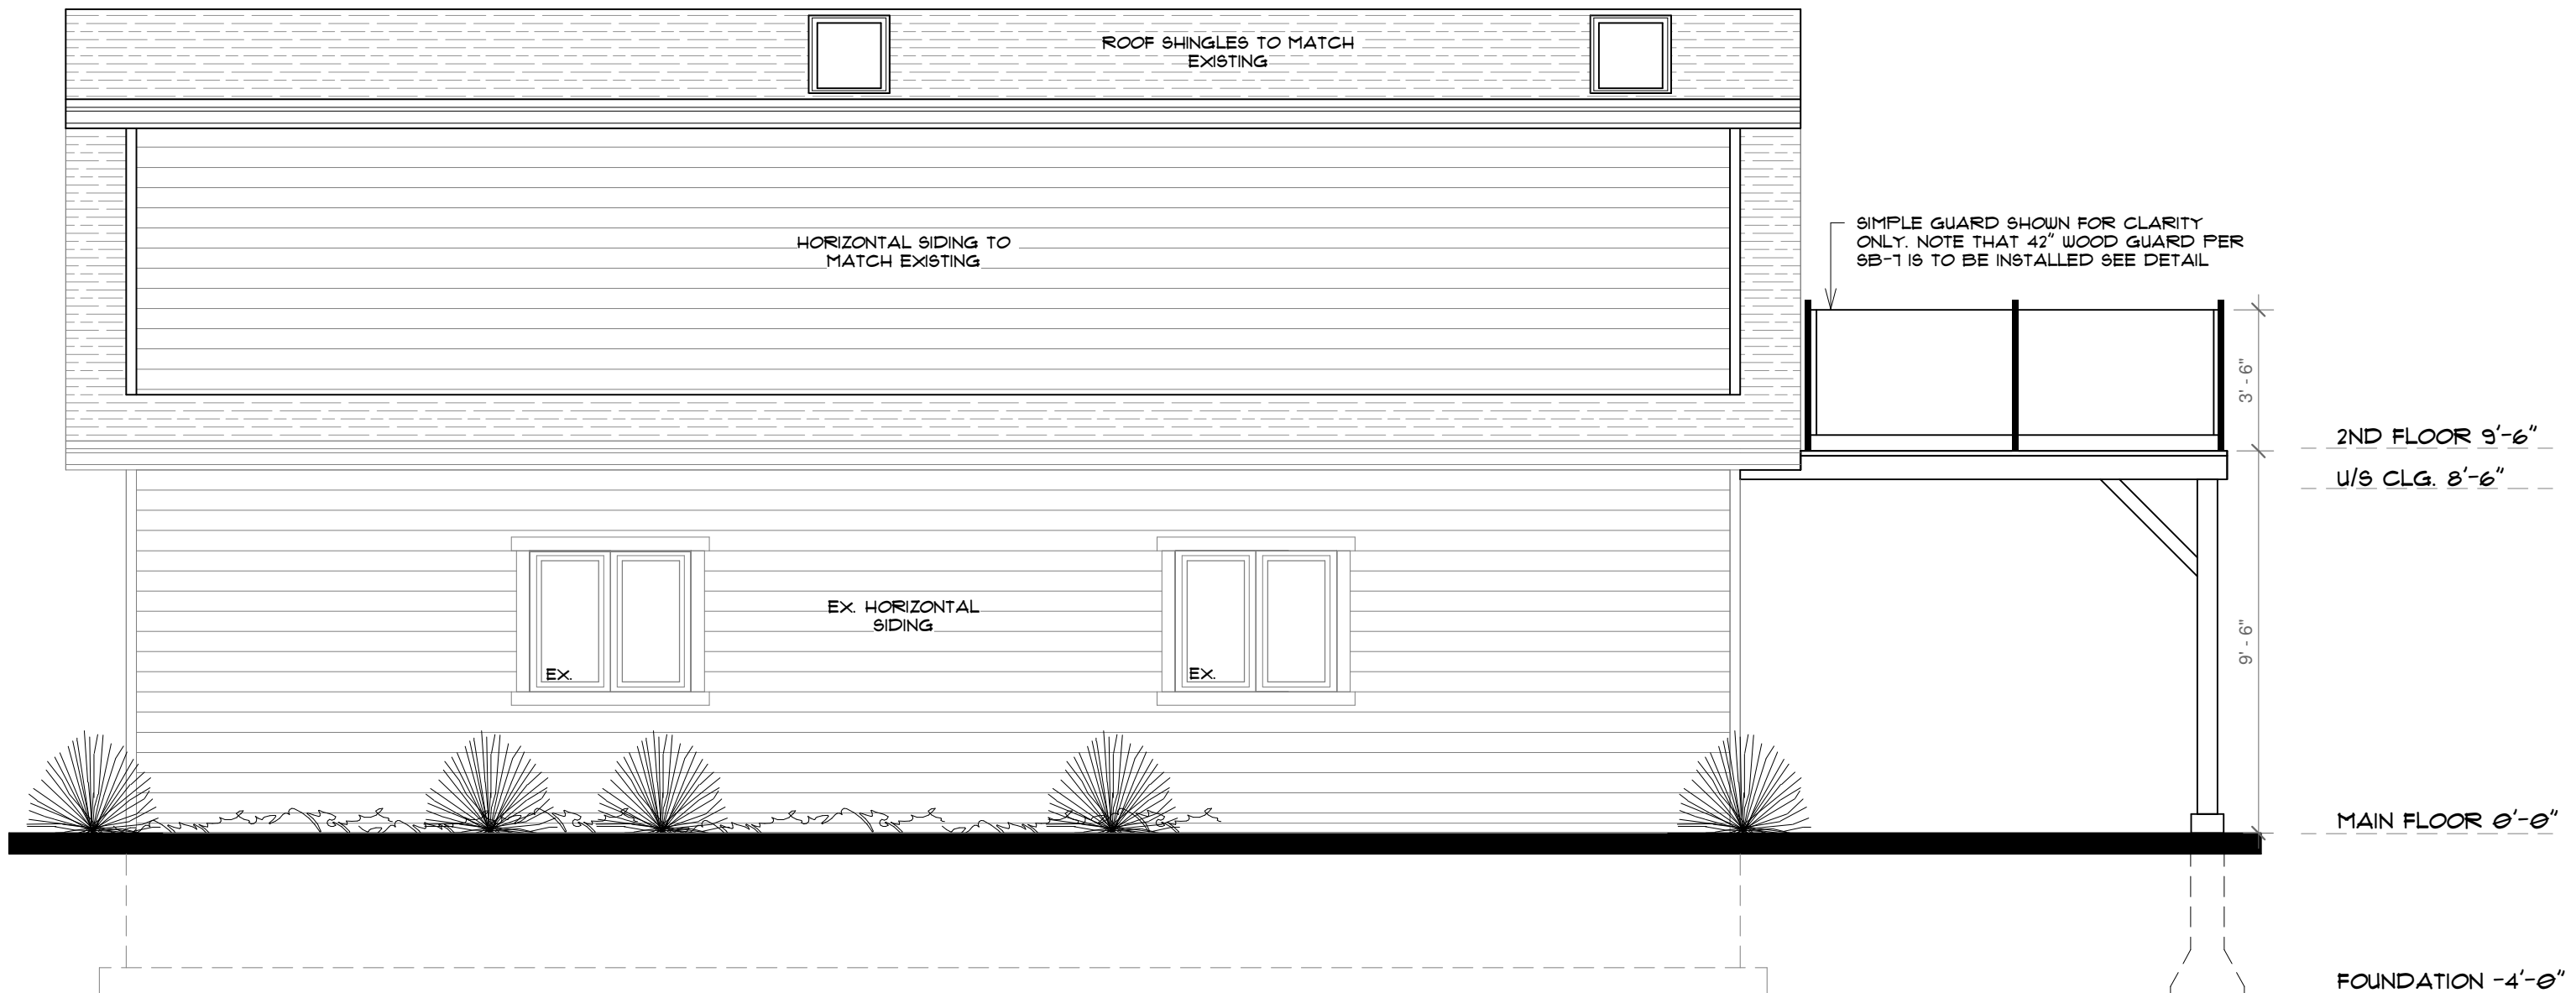 ROOF SHINGLES TO MATCH
EXISTING
HORIZONTAL SIDING TO
MATCH EXISTING
SIMPLE GUARD SHOWN FOR CLARITY
ONLY. NOTE THAT 42" WOOD GUARD PER
SB-7 IS TO BE INSTALLED SEE DETAIL
3' - 6"
2ND FLOOR 9'-6"
U/S CLG. 8'-6"
EX. HORIZONTAL
SIDING
EX.
EX.
9' - 6"
MAIN FLOOR 0'-0"
FOUNDATION -4'-0"